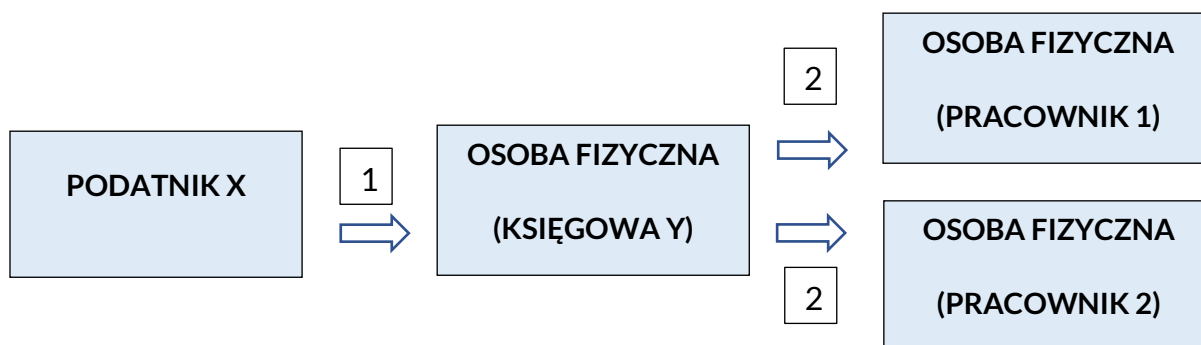 PODATNIK X
1
OSOBA FIZYCZNA
(KSIĘGOWA Y)
2
OSOBA FIZYCZNA
(PRACOWNIK 1)
2
OSOBA FIZYCZNA
(PRACOWNIK 2)